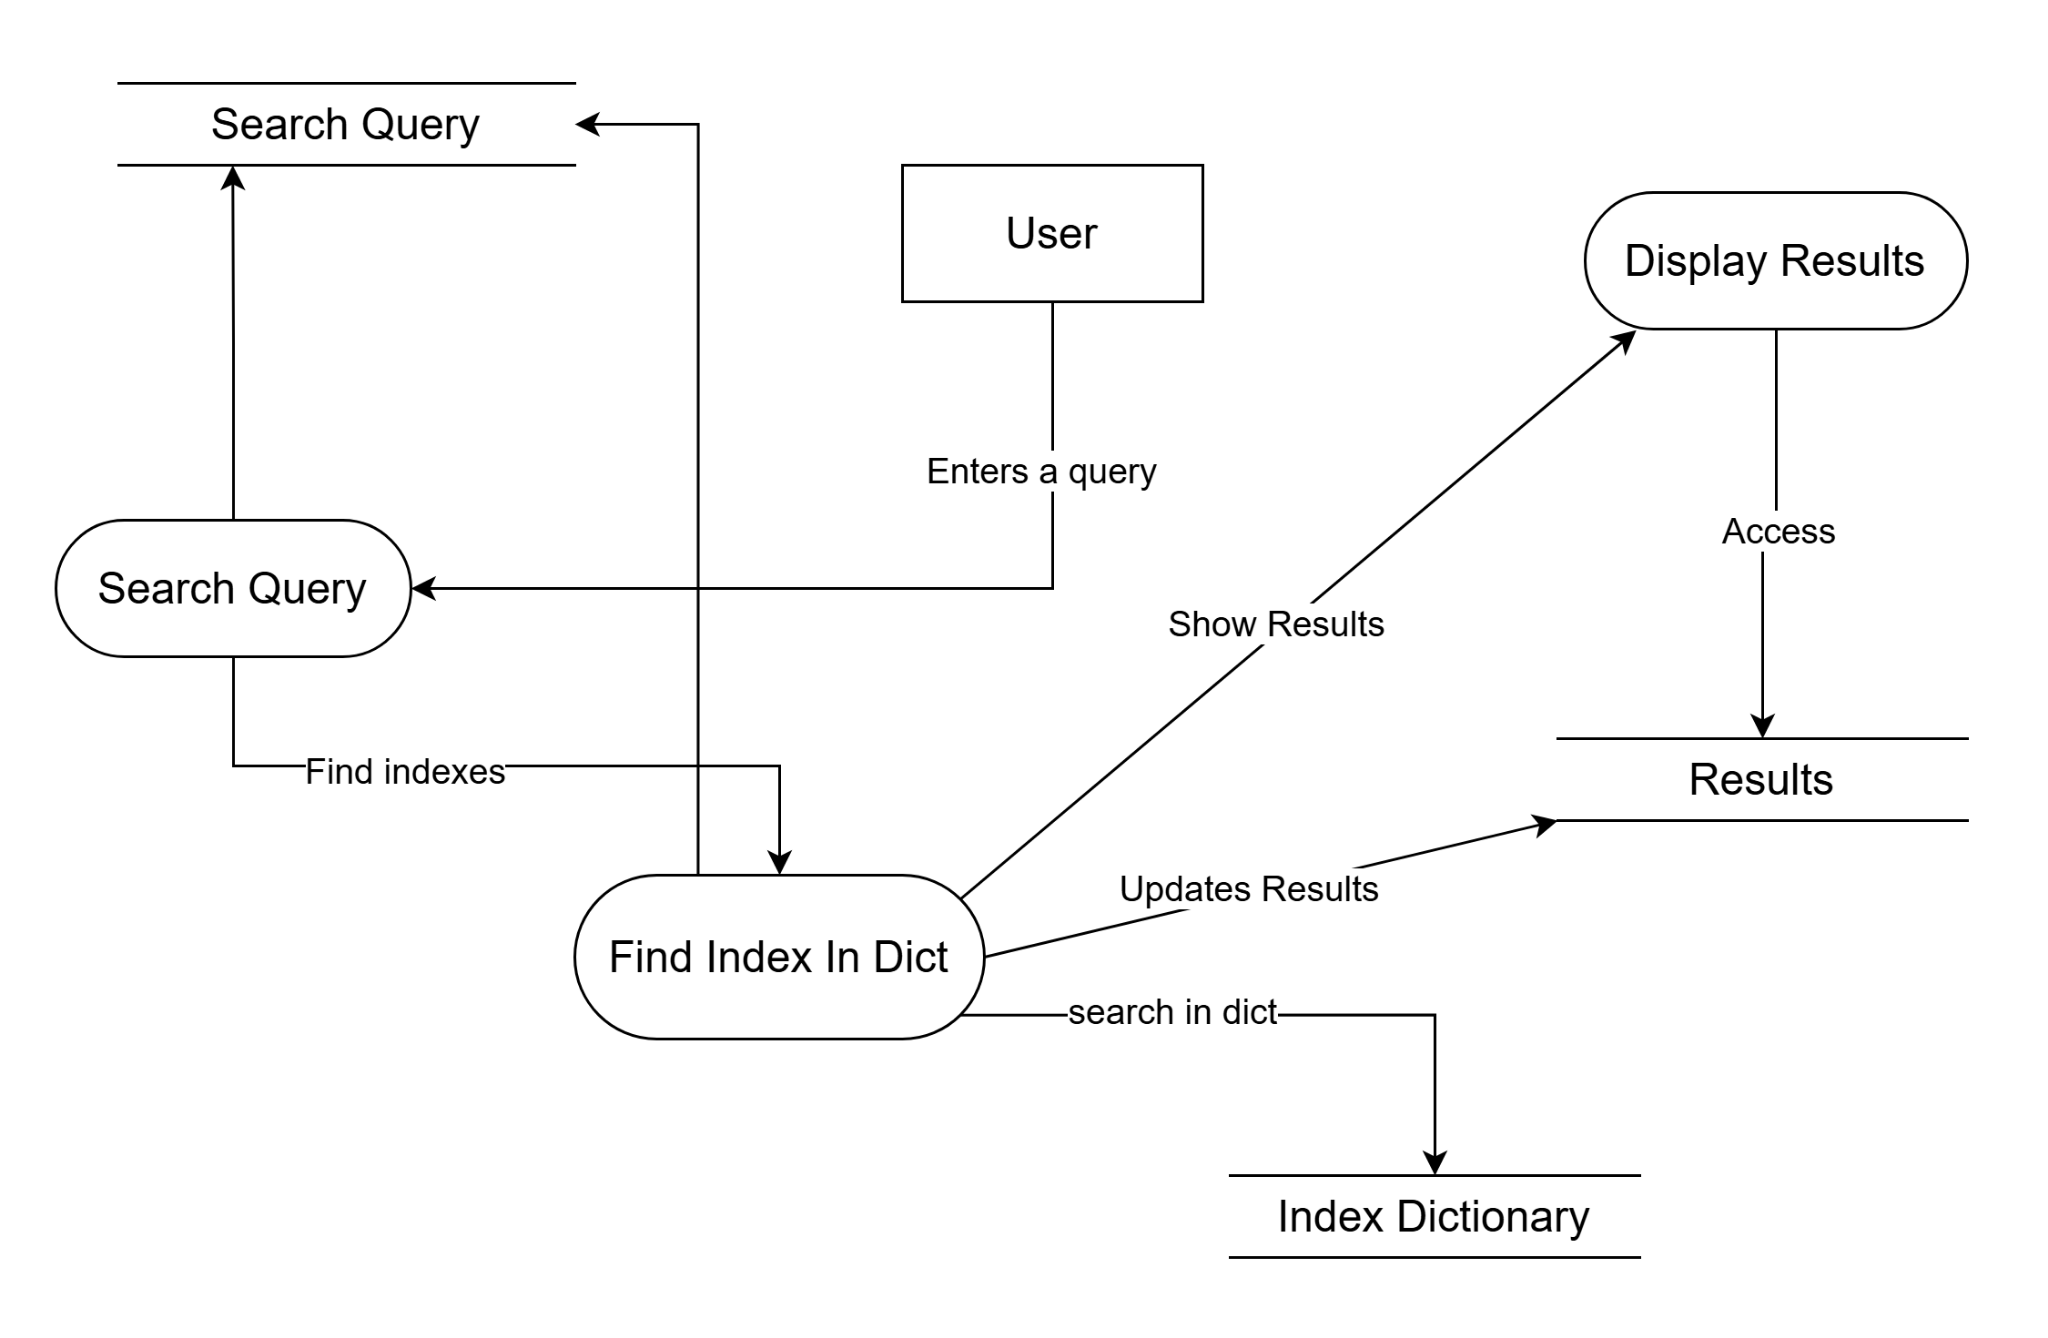 Search Query
User
Display Results
Enters a query
Access
Search Query
Show Results
Find indexes
Results
Updates Results
Find Index In Dict
search in dict
Index Dictionary